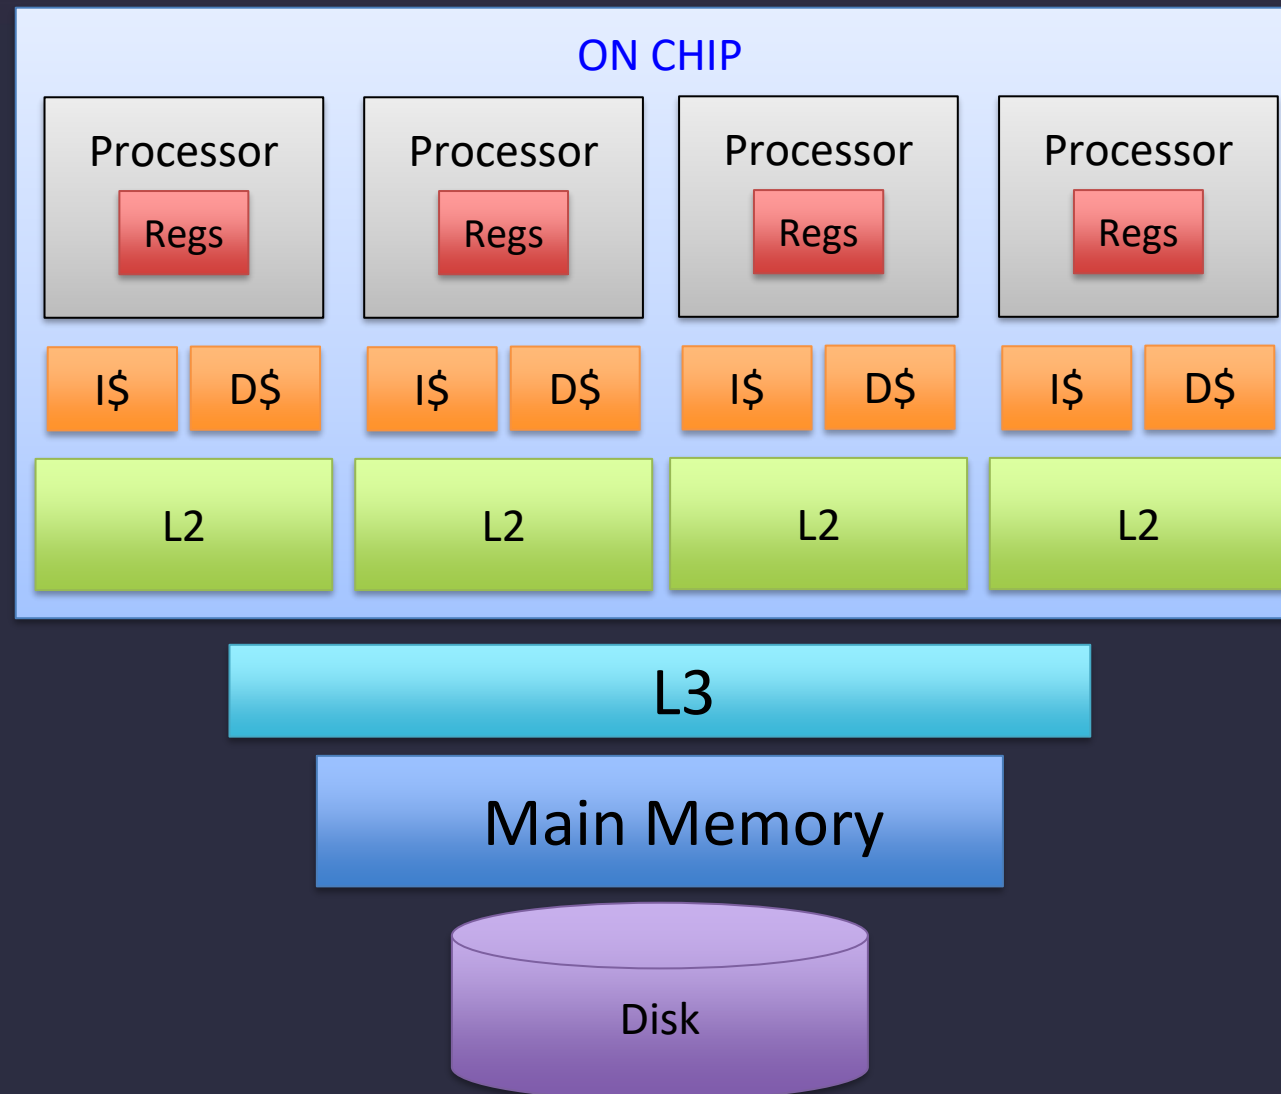 ON CHIP
Processor Processor Processor Processor
Regs Regs Regs Regs
I$ D$ I$ D$ I$ D$ I$ D$
L2 L2 L2 L2
L3
Main Memory
Disk